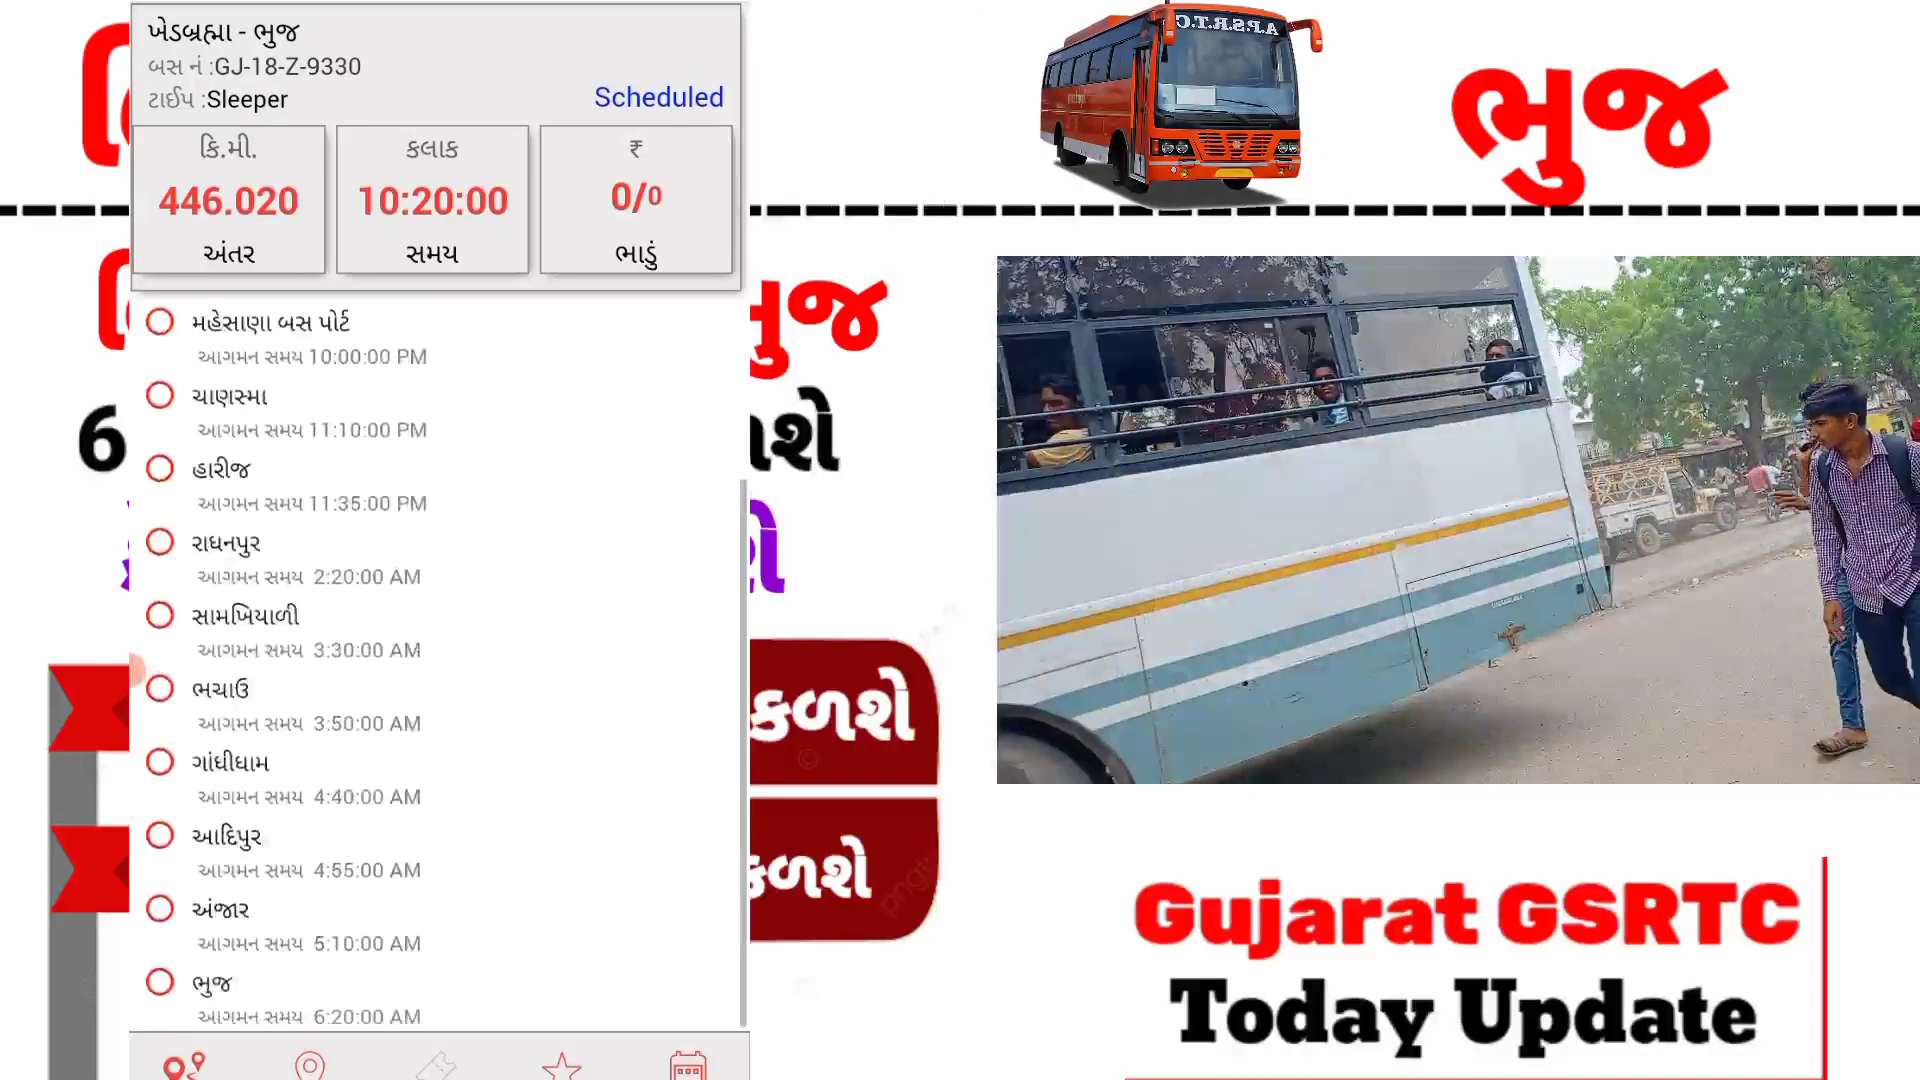 ખેડબ્રહ્મા - ભુજ
બસ નં :GJ-18-Z-9330
ટાઈપ :Sleeper
Scheduled
કિ.મી.
446.020
અંતર
કલાક
10:20:00
સમય
₹
0/0
ભાડું
A.P.S.R.T.C
ભુજ
મહેસાણા બસ પોર્ટ
આગમન સમય 10:00:00 PM
ચાણસ્મા
આગમન સમય 11:10:00 PM
હારીજ
આગમન સમય 11:35:00 PM
રાધનપુર
આગમન સમય 2:20:00 AM
સામખિયાળી
આગમન સમય 3:30:00 AM
ભચાઉ
આગમન સમય 3:50:00 AM
ગાંધીધામ
આગમન સમય 4:40:00 AM
આદિપુર
આગમન સમય 4:55:00 AM
અંજાર
આગમન સમય 5:10:00 AM
ભુજ
આગમન સમય 6:20:00 AM
6
કળશે
Gujarat GSRTC
Today Update